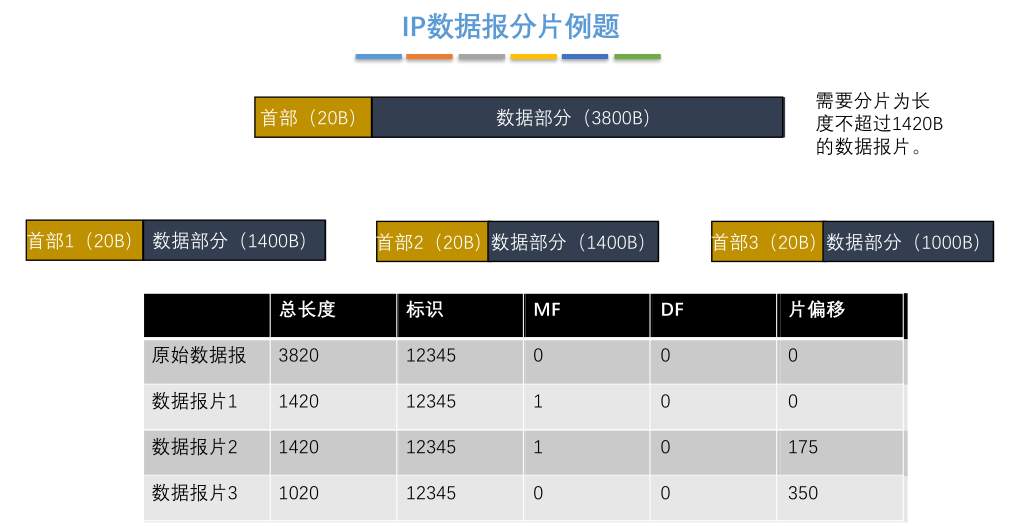 IP数据报分片例题
首部（20B）
数据部分（3800B）
需要分片为长
度不超过1420B
的数据报片。
首部1（20B）
数据部分（1400B）
首部2（20B）
数据部分（1400B）
首部3（20B）
数据部分（1000B）
总长度 标识 MF DF 片偏移
原始数据报 3820 12345 0 0 0
数据报片1 1420 12345 1 0 0
数据报片2 1420 12345 1 0 175
数据报片3 1020 12345 0 0 350